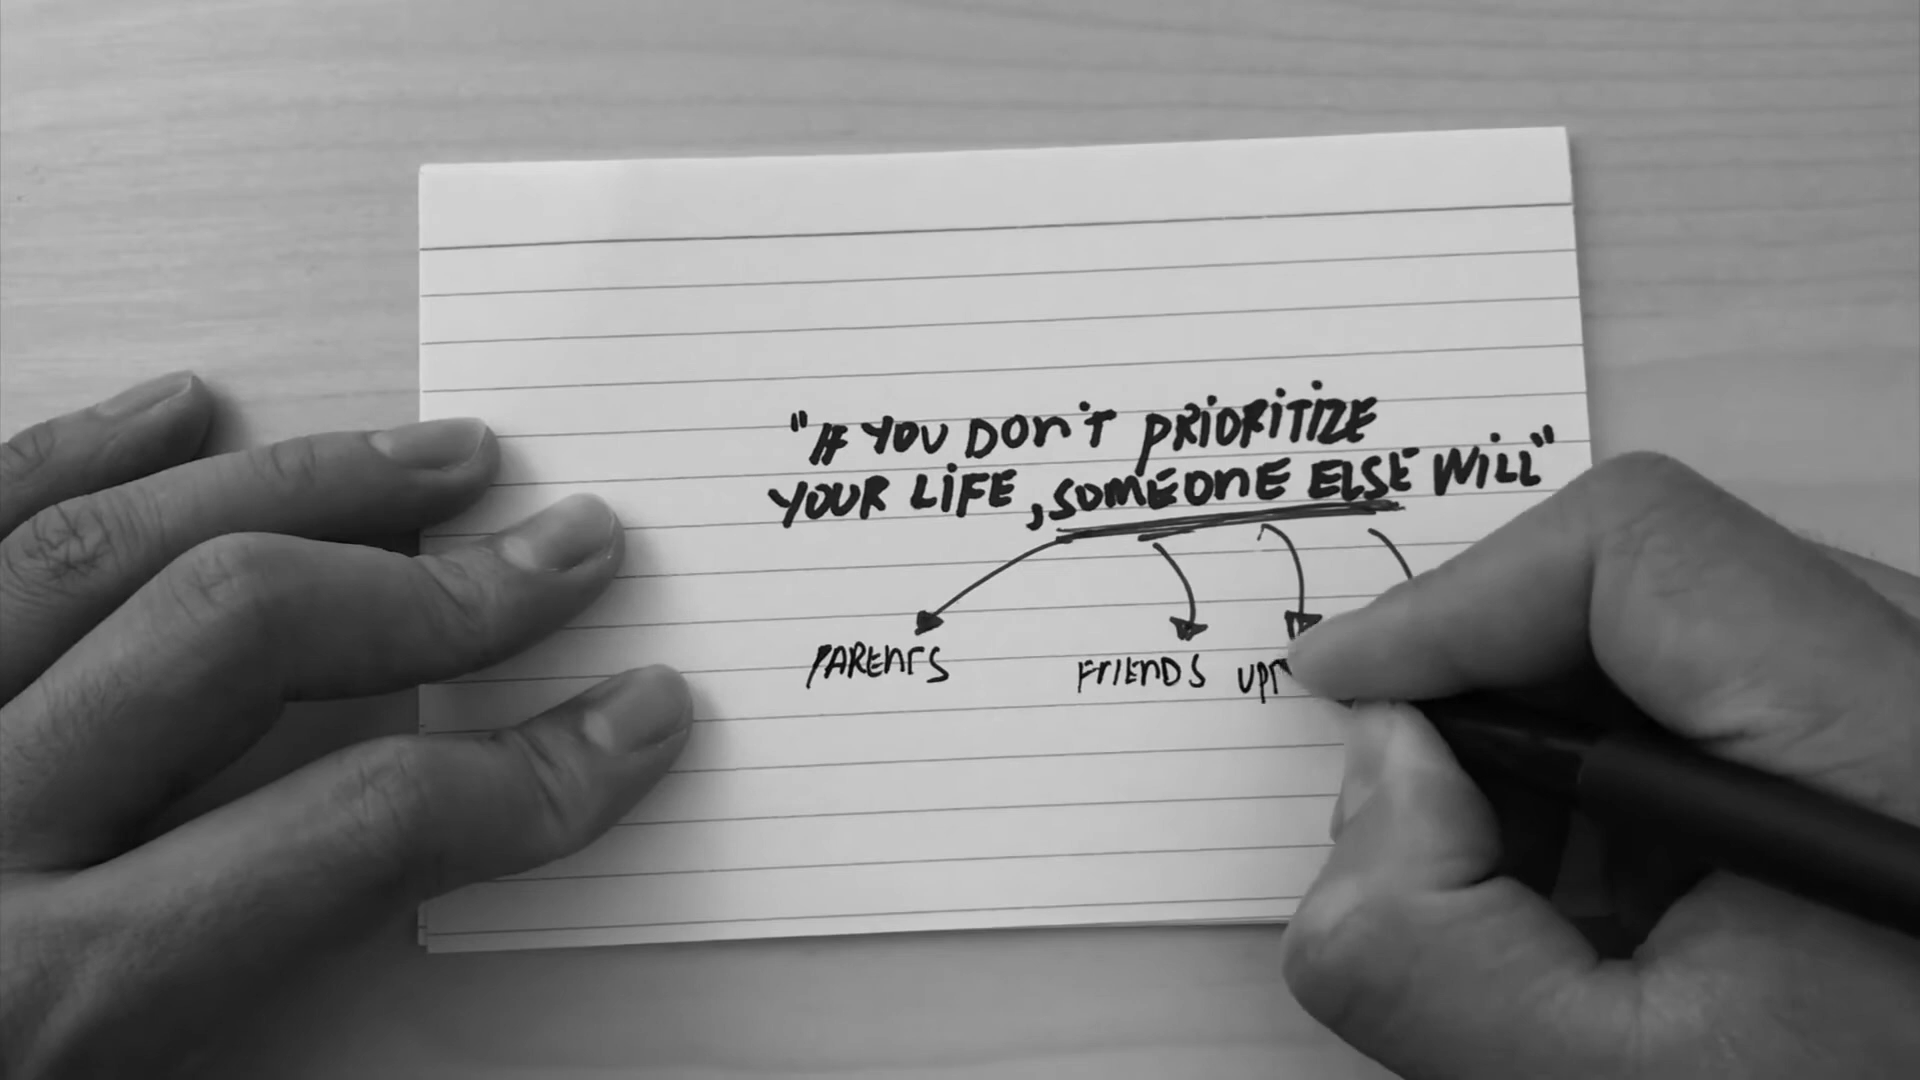 "IF YOU DON'T PRIORITIZE
YOUR LIFE, SOMEONE ELSE WILL"
PARENTS FRIENDS